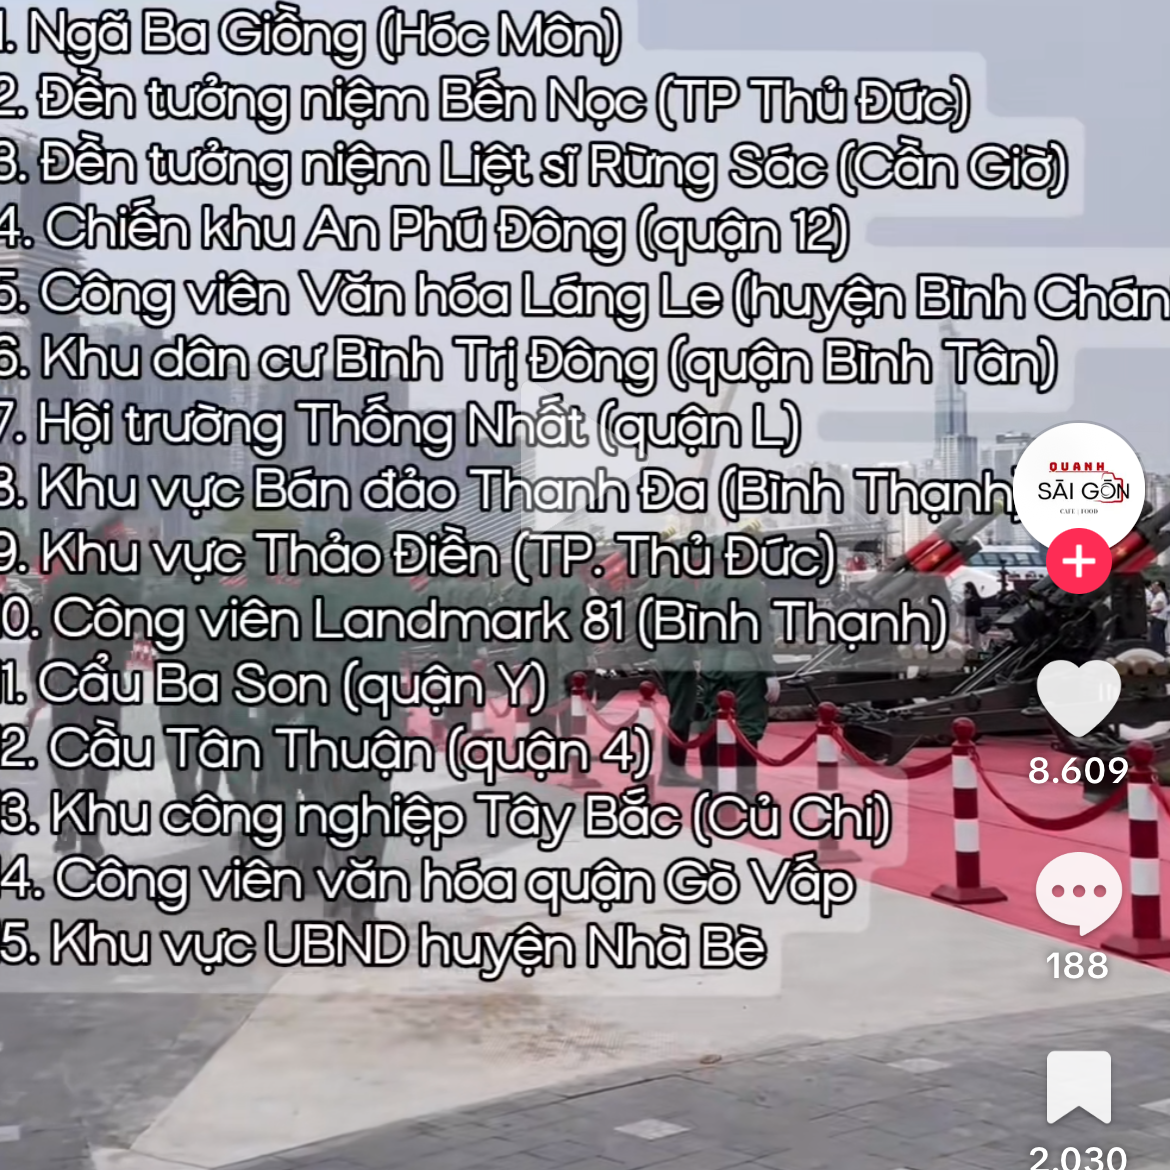 1. Ngã Ba Giồng (Hóc Môn)
2. Đền tưởng niệm Bến Nọc (TP Thủ Đức)
3. Đền tưởng niệm Liệt sĩ Rừng Sác (Cần Giờ)
4. Chiến khu An Phú Đông (quận 12)
5. Công viên Văn hóa Láng Le (huyện Bình Chán
6. Khu dân cư Bình Trị Đông (quận Bình Tân)
7. Hội trường Thống Nhất (quận L)
8. Khu vực Bán đảo Thanh Đa (Bình Thạnh)
9. Khu vực Thảo Điền (TP. Thủ Đức)
10. Công viên Landmark 81 (Bình Thạnh)
11. Cẩu Ba Son (quận Y)
12. Cầu Tân Thuận (quận 4)
13. Khu công nghiệp Tây Bắc (Củ Chi)
14. Công viên văn hóa quận Gò Vấp
15. Khu vực UBND huyện Nhà Bè
QUANH
SÀI GÒN
CAFE | FOOD
8.609
188
2.030